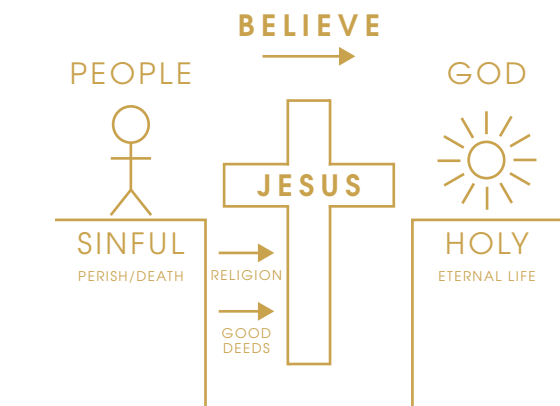 BELIEVE
PEOPLE
GOD
JESUS
SINFUL
PERISH/DEATH
RELIGION
GOOD
DEEDS
HOLY
ETERNAL LIFE